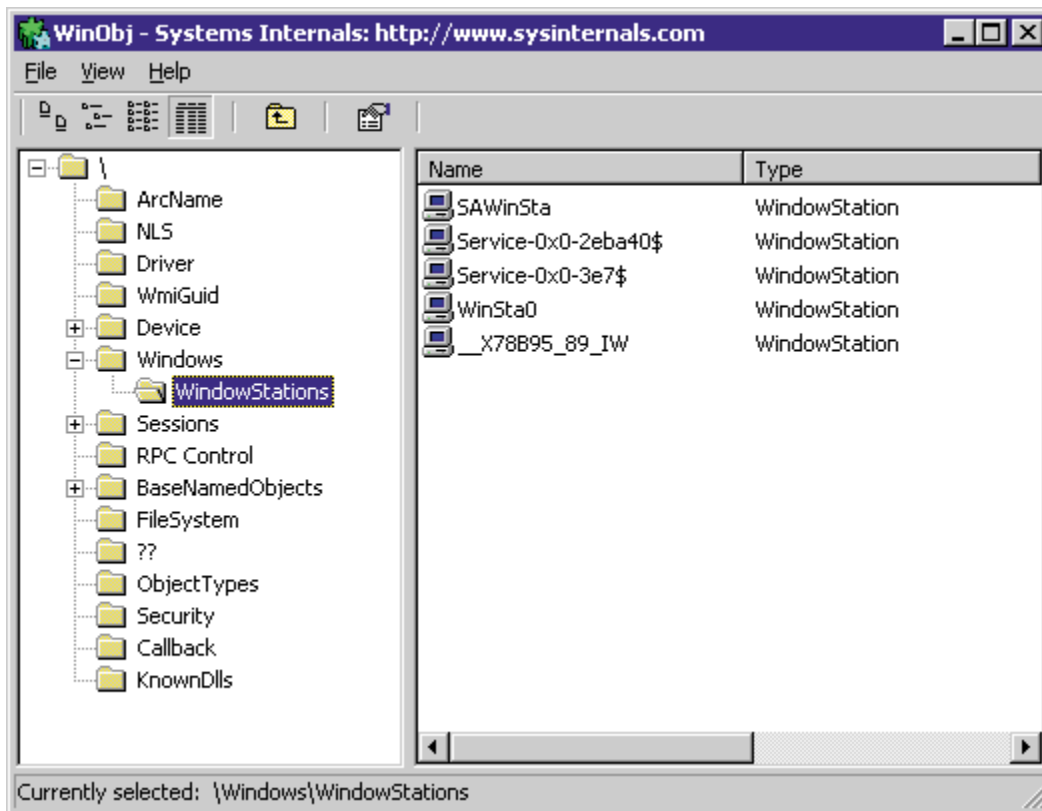 WinObj - Systems Internals: http://www.sysinternals.com
File View Help
\
ArcName
NLS
Driver
WmiGuid
Device
Windows
WindowStations
Sessions
RPC Control
BaseNamedObjects
FileSystem
??
ObjectTypes
Security
Callback
KnownDlls
Name Type
SAWinSta WindowStation
Service-0x0-2eba40$ WindowStation
Service-0x0-3e7$ WindowStation
WinSta0 WindowStation
__X78B95_89_IW WindowStation
Currently selected: \Windows\WindowStations